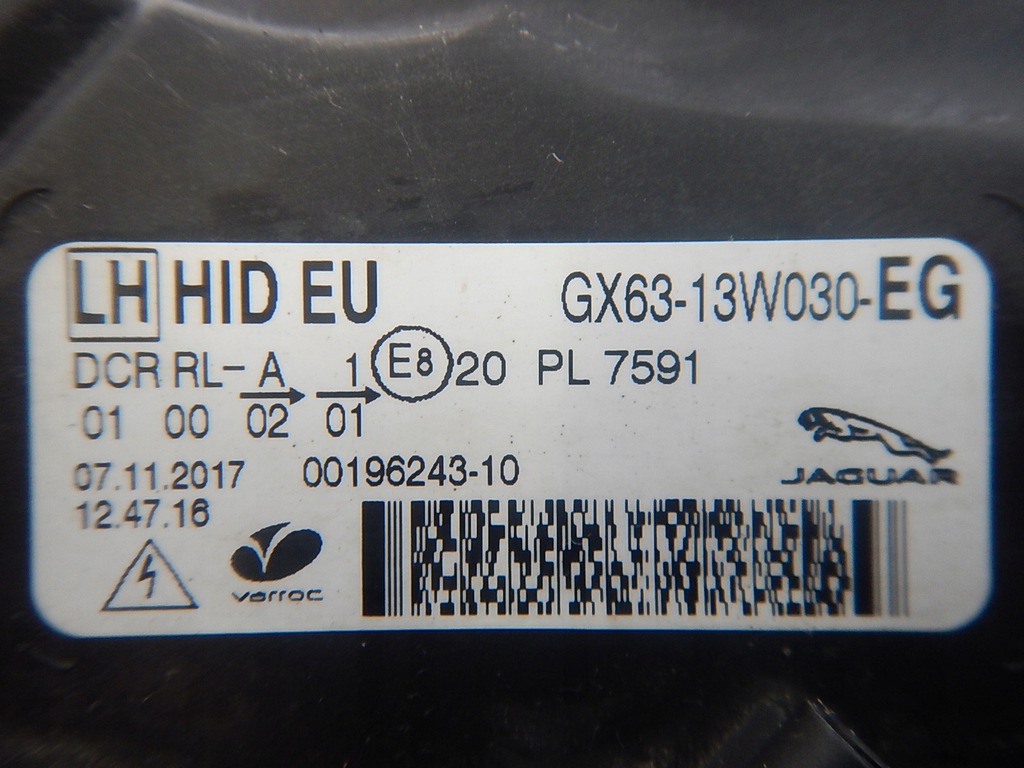 LH HID EU GX63-13W030-EG
DCR RL- A 1 E8 20 PL 7591
01 00 02 01
JAGUAR
07.11.2017 00196243-10
12.47.16
varroc